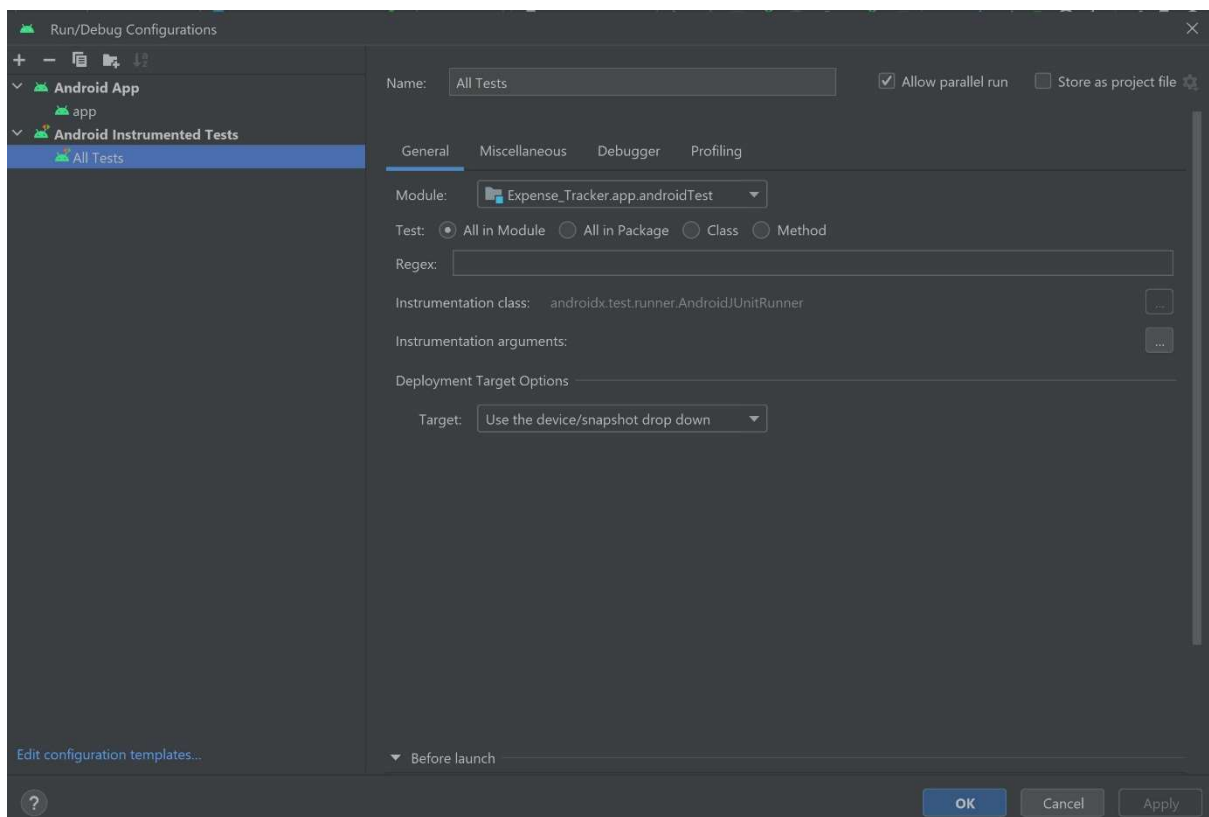 Run/Debug Configurations
Android App
app
Android Instrumented Tests
All Tests
Edit configuration templates...
?
Name: All Tests Allow parallel run Store as project file
General Miscellaneous Debugger Profiling
Module: Expense_Tracker.app.androidTest
Test: All in Module All in Package Class Method
Regex:
Instrumentation class: androidx.test.runner.AndroidJUnitRunner ...
Instrumentation arguments: ...
Deployment Target Options
Target: Use the device/snapshot drop down
Before launch
OK Cancel Apply